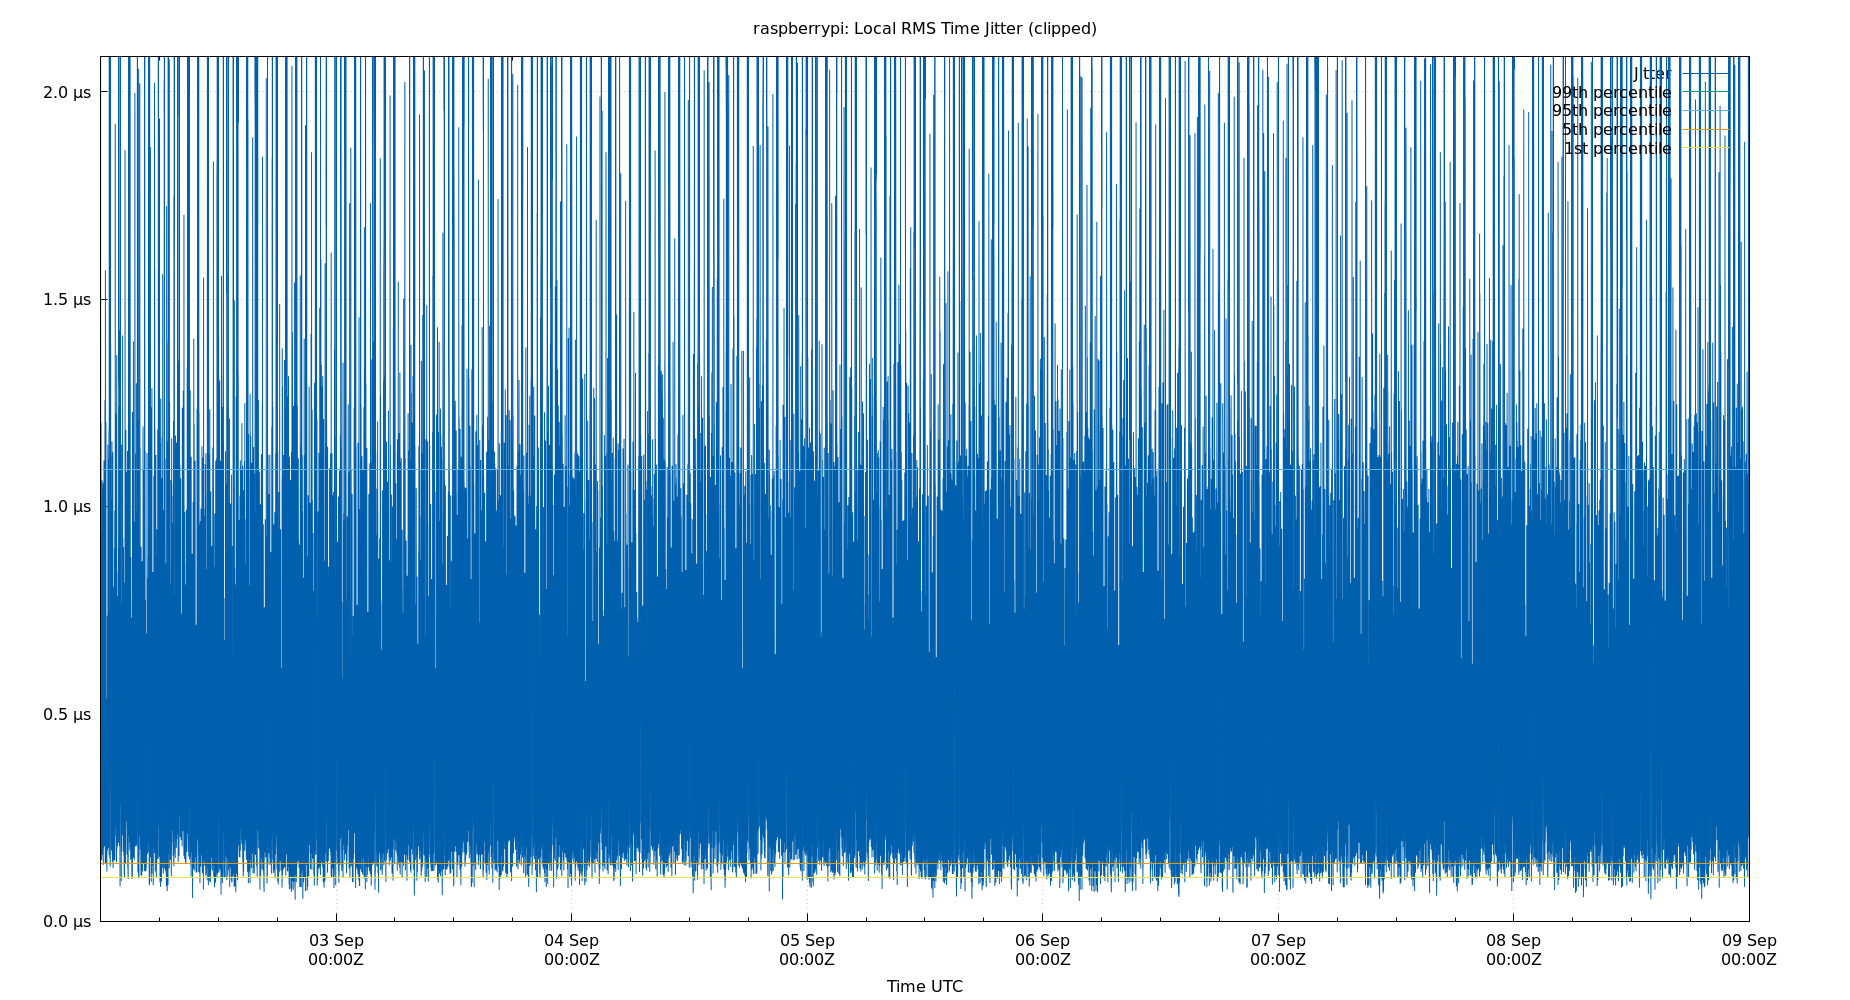 raspberrypi: Local RMS Time Jitter (clipped)
Jitter
99th percentile
95th percentile
5th percentile
1st percentile
2.0 µs
1.5 µs
1.0 µs
0.5 µs
0.0 µs
03 Sep 04 Sep 05 Sep 06 Sep 07 Sep 08 Sep 09 Sep
00:00Z 00:00Z 00:00Z 00:00Z 00:00Z 00:00Z 00:00Z
Time UTC